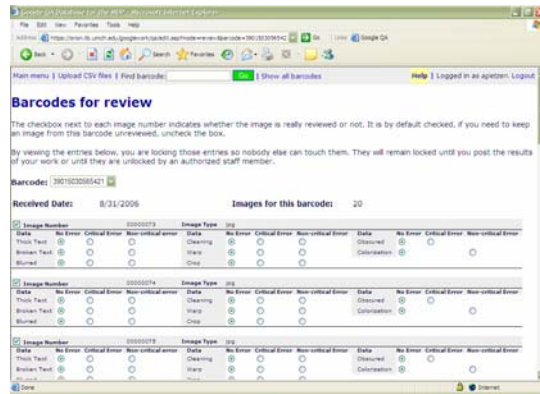 Google QA Database for the MDP - Microsoft Internet Explorer
File Edit View Favorites Tools Help
Address Go Links Google QA
Back Search Favorites
Main menu | Upload CSV files | Find barcode: Go | Show all barcodes Help | Logged in as apietzen. Logout
Barcodes for review
The checkbox next to each image number indicates whether the image is really reviewed or not. It is by default checked, if you need to keep
an image from this barcode unreviewed, uncheck the box.
By viewing the entries below, you are locking those entries so nobody else can touch them. They will remain locked until you post the results
of your work or until they are unlocked by an authorized staff member.
Barcode: 39015030565421
Received Date: 8/31/2006 Images for this barcode: 20
Image Number 00000073 Image Type jpg
Data No Error Critical Error Non-critical error Data No Error Critical Error Non-critical Error Data No Error Critical Error Non-critical error
Thick Text Cleaning Obscured
Broken Text Warp Colorization
Blurred Crop
Image Number 00000074 Image Type jpg
Data No Error Critical Error Non-critical error Data No Error Critical Error Non-critical Error Data No Error Critical Error Non-critical error
Thick Text Cleaning Obscured
Broken Text Warp Colorization
Blurred Crop
Image Number 00000075 Image Type jpg
Data No Error Critical Error Non-critical error Data No Error Critical Error Non-critical Error Data No Error Critical Error Non-critical error
Thick Text Cleaning Obscured
Broken Text Warp Colorization
Done Internet